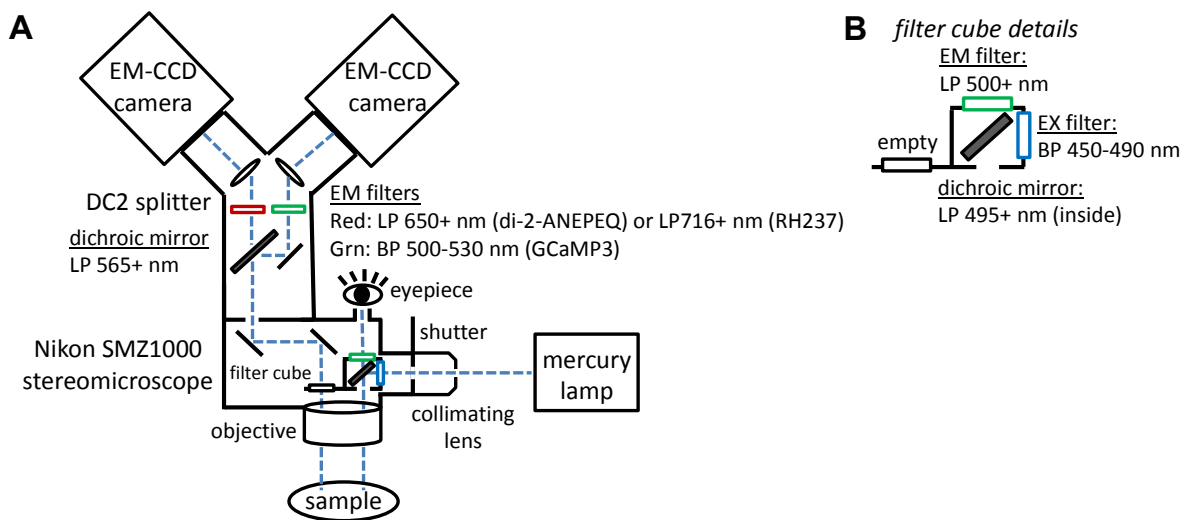 A
EM-CCD
camera
EM-CCD
camera
DC2 splitter
dichroic mirror
LP 565+ nm
EM filters
Red: LP 650+ nm (di-2-ANEPEQ) or LP716+ nm (RH237)
Grn: BP 500-530 nm (GCaMP3)
eyepiece
shutter
Nikon SMZ1000
stereomicroscope
filter cube
mercury
lamp
objective
collimating
lens
sample
B
filter cube details
EM filter:
LP 500+ nm
EX filter:
BP 450-490 nm
empty
dichroic mirror:
LP 495+ nm (inside)